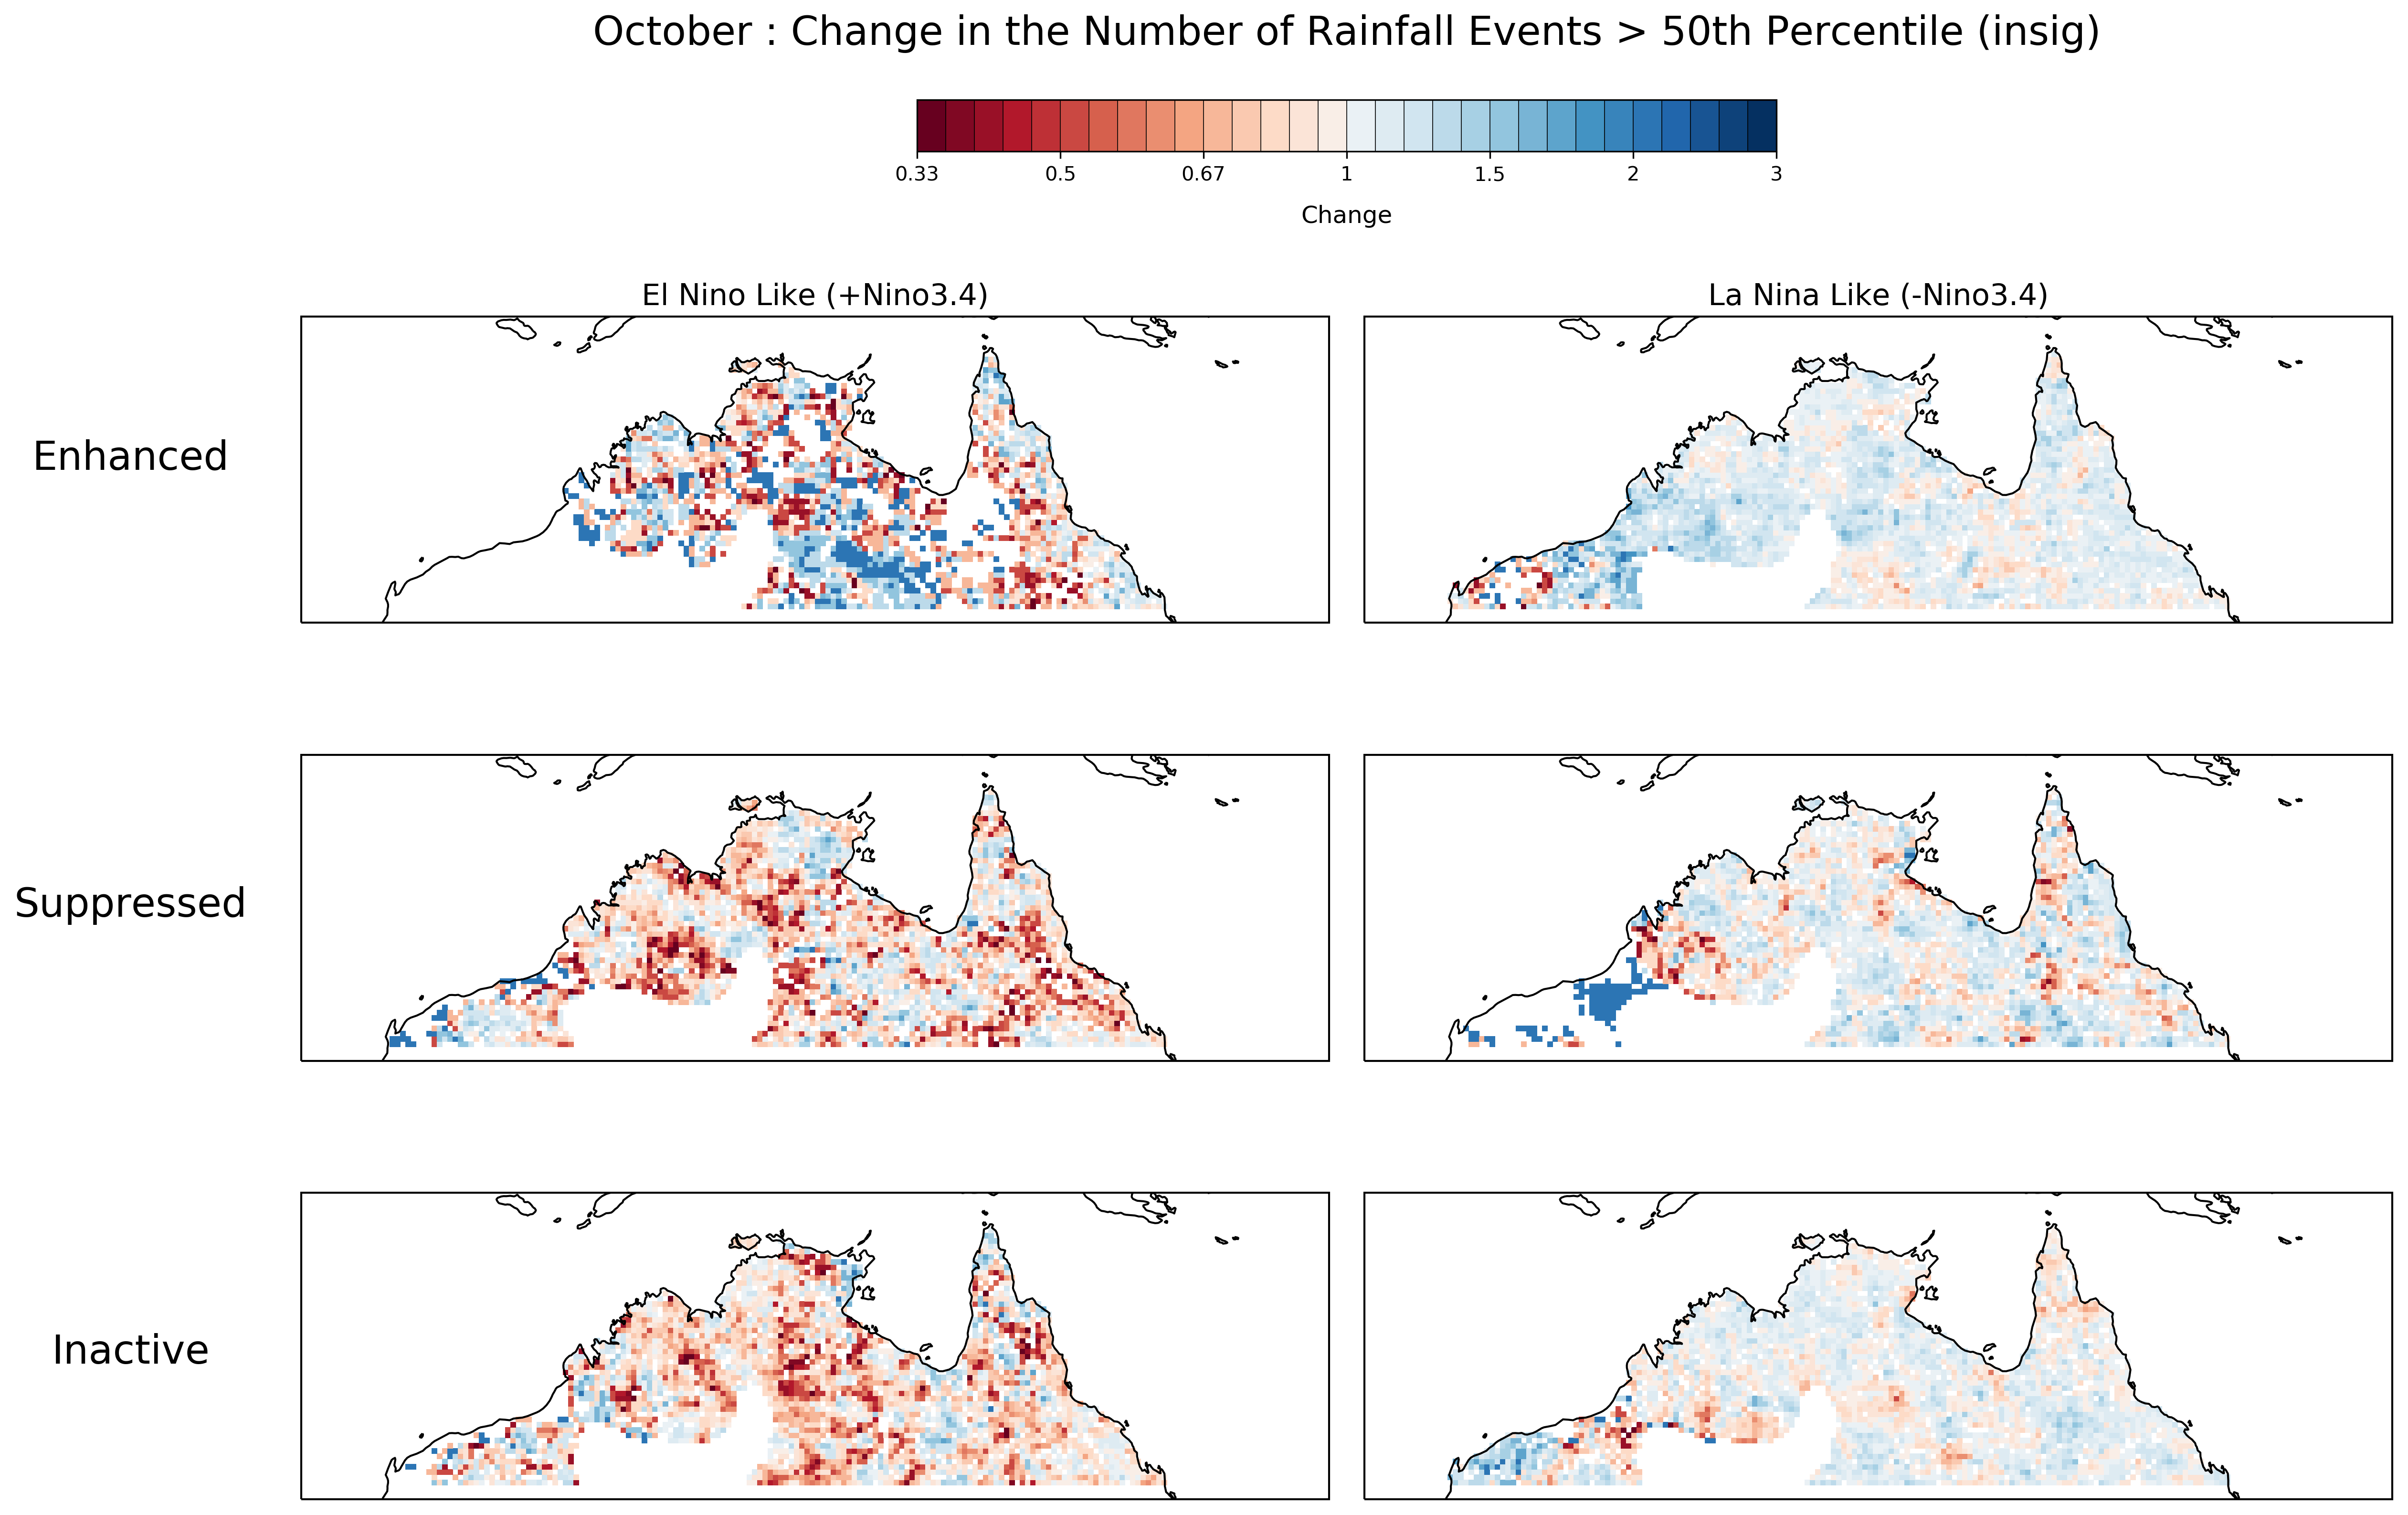 October : Change in the Number of Rainfall Events > 50th Percentile (insig)
0.33 0.5 0.67 1 1.5 2 3
Change
El Nino Like (+Nino3.4) La Nina Like (-Nino3.4)
Enhanced
Suppressed
Inactive